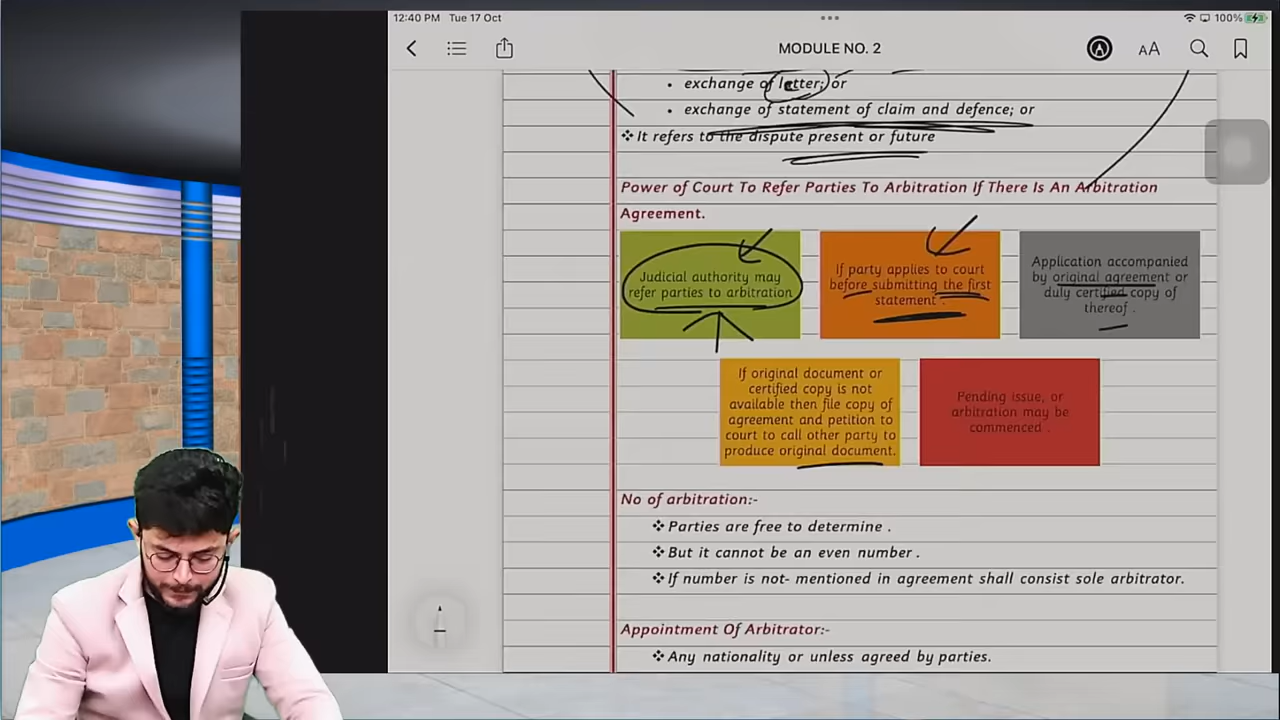 12:40 PM Tue 17 Oct
100%
MODULE NO. 2
AA
• exchange of letter; or
• exchange of statement of claim and defence; or
❖ It refers to the dispute present or future
Power of Court To Refer Parties To Arbitration If There Is An Arbitration
Agreement.
Judicial authority may
refer parties to arbitration
If party applies to court
before submitting the first
statement .
Application accompanied
by original agreement or
duly certified copy of
thereof .
If original document or
certified copy is not
available then file copy of
agreement and petition to
court to call other party to
produce original document.
Pending issue, or
arbitration may be
commenced .
No of arbitration:-
❖ Parties are free to determine .
❖ But it cannot be an even number .
❖ If number is not- mentioned in agreement shall consist sole arbitrator.
Appointment Of Arbitrator:-
❖ Any nationality or unless agreed by parties.